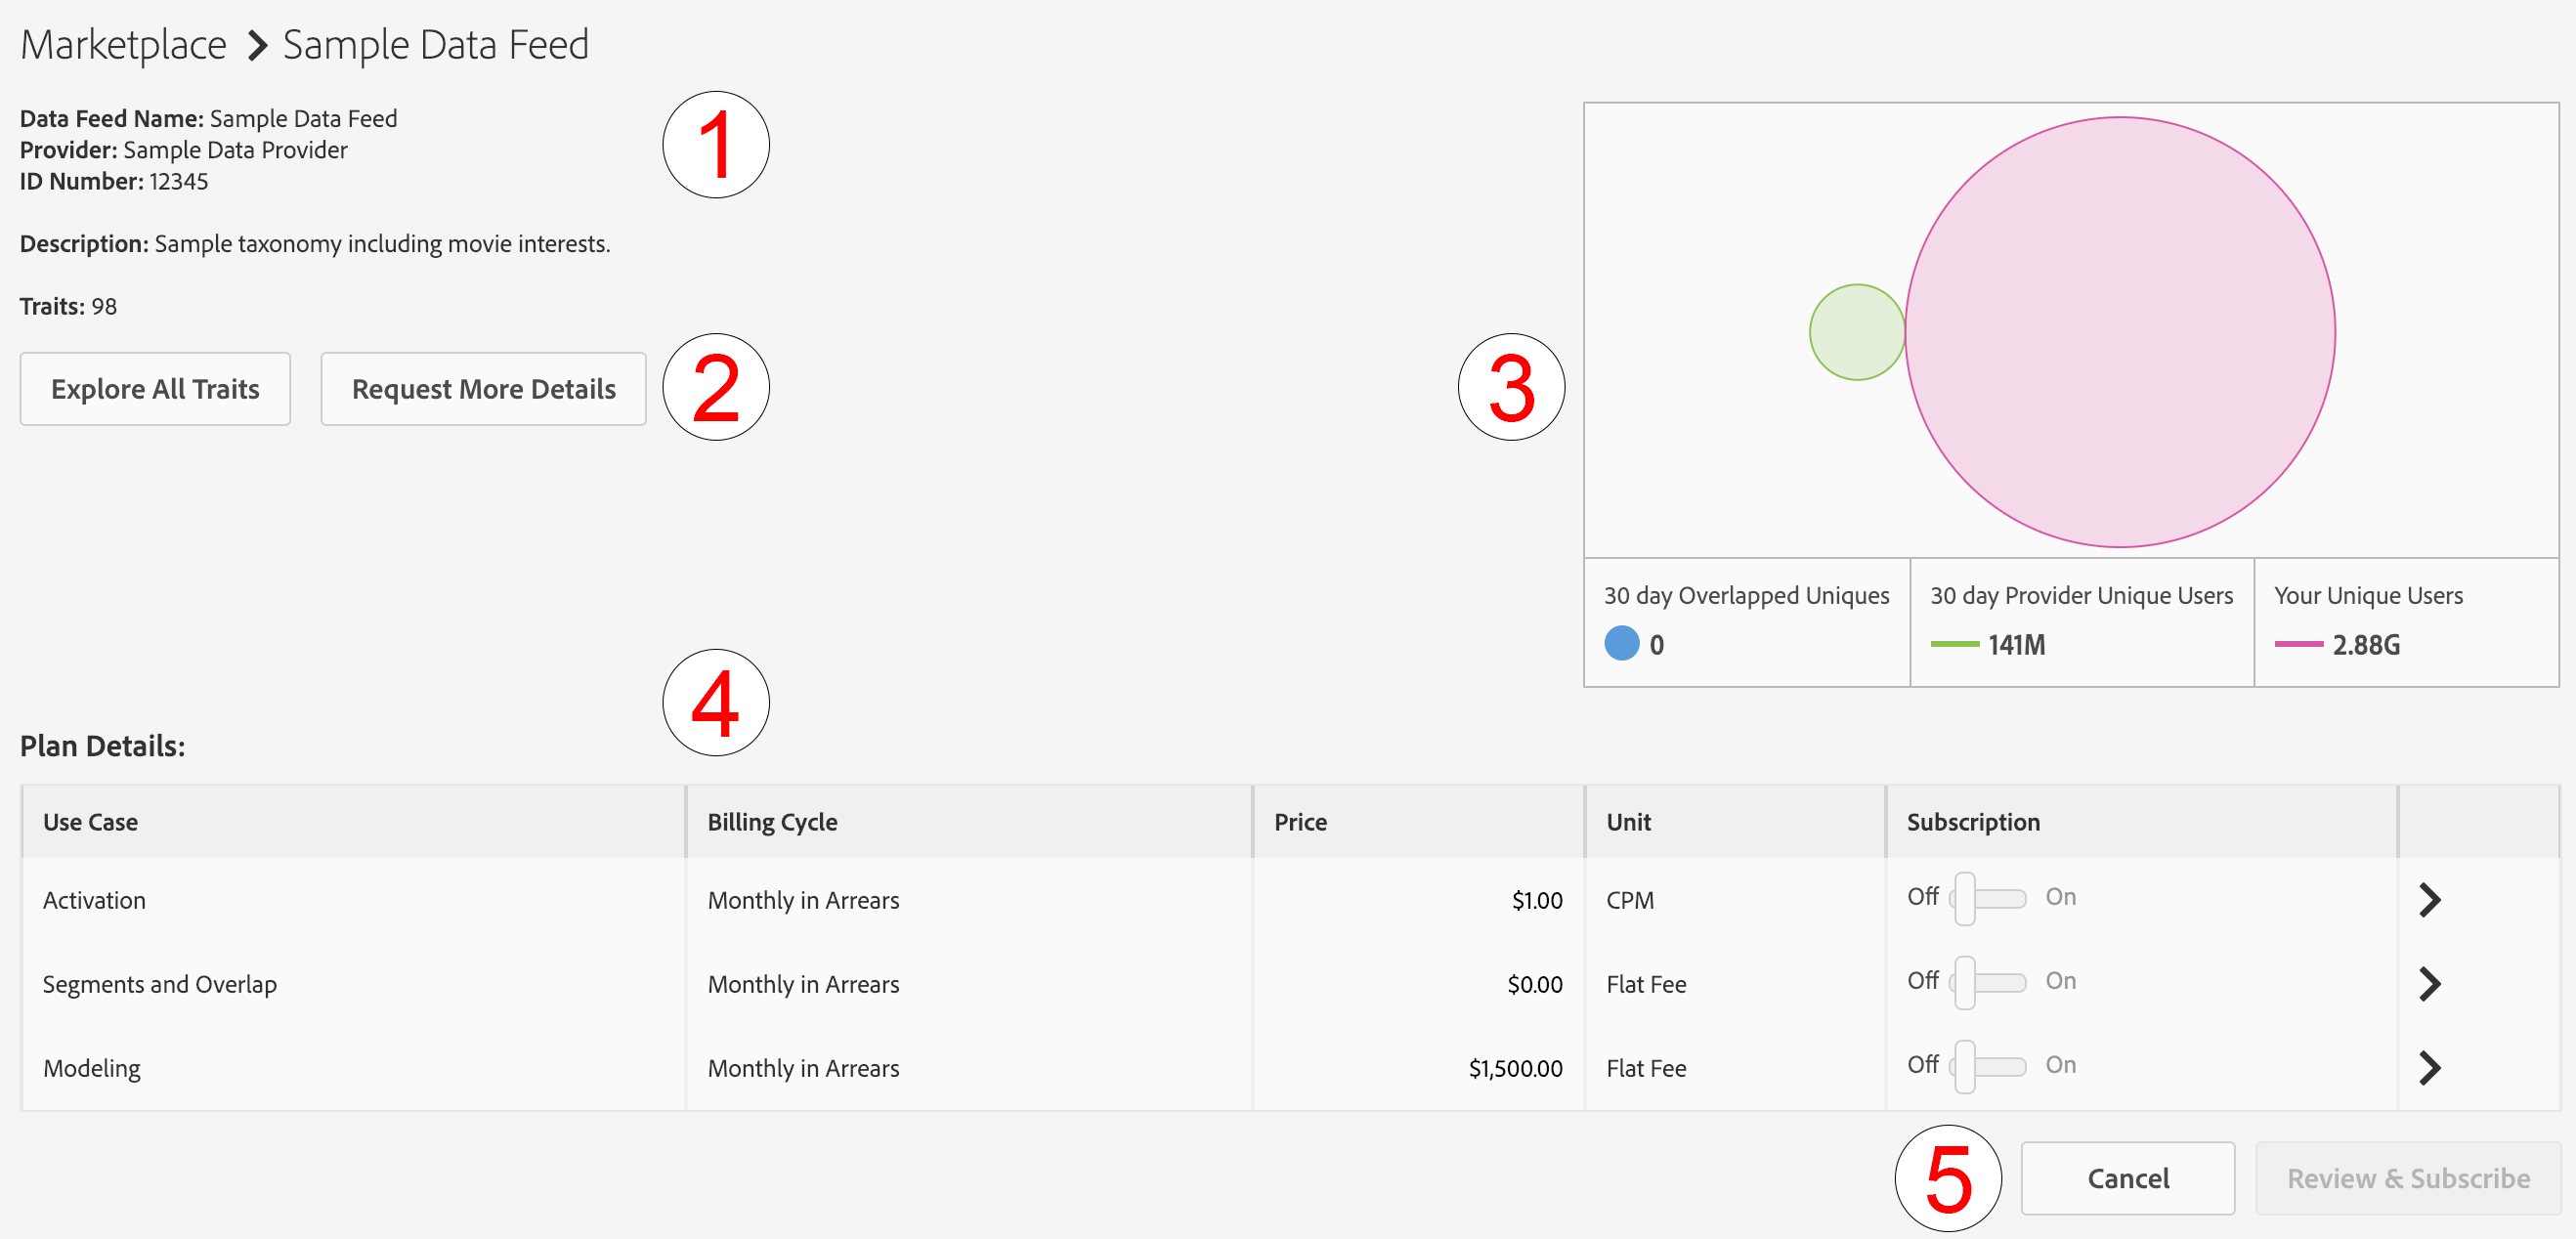 Marketplace > Sample Data Feed
Data Feed Name: Sample Data Feed
Provider: Sample Data Provider
ID Number: 12345
1
Description: Sample taxonomy including movie interests.
Traits: 98
Explore All Traits
Request More Details
2
3
30 day Overlapped Uniques
0
30 day Provider Unique Users
141M
Your Unique Users
2.88G
4
Plan Details:
Use Case Billing Cycle Price Unit Subscription
Activation Monthly in Arrears $1.00 CPM Off On
Segments and Overlap Monthly in Arrears $0.00 Flat Fee Off On
Modeling Monthly in Arrears $1,500.00 Flat Fee Off On
5
Cancel
Review & Subscribe